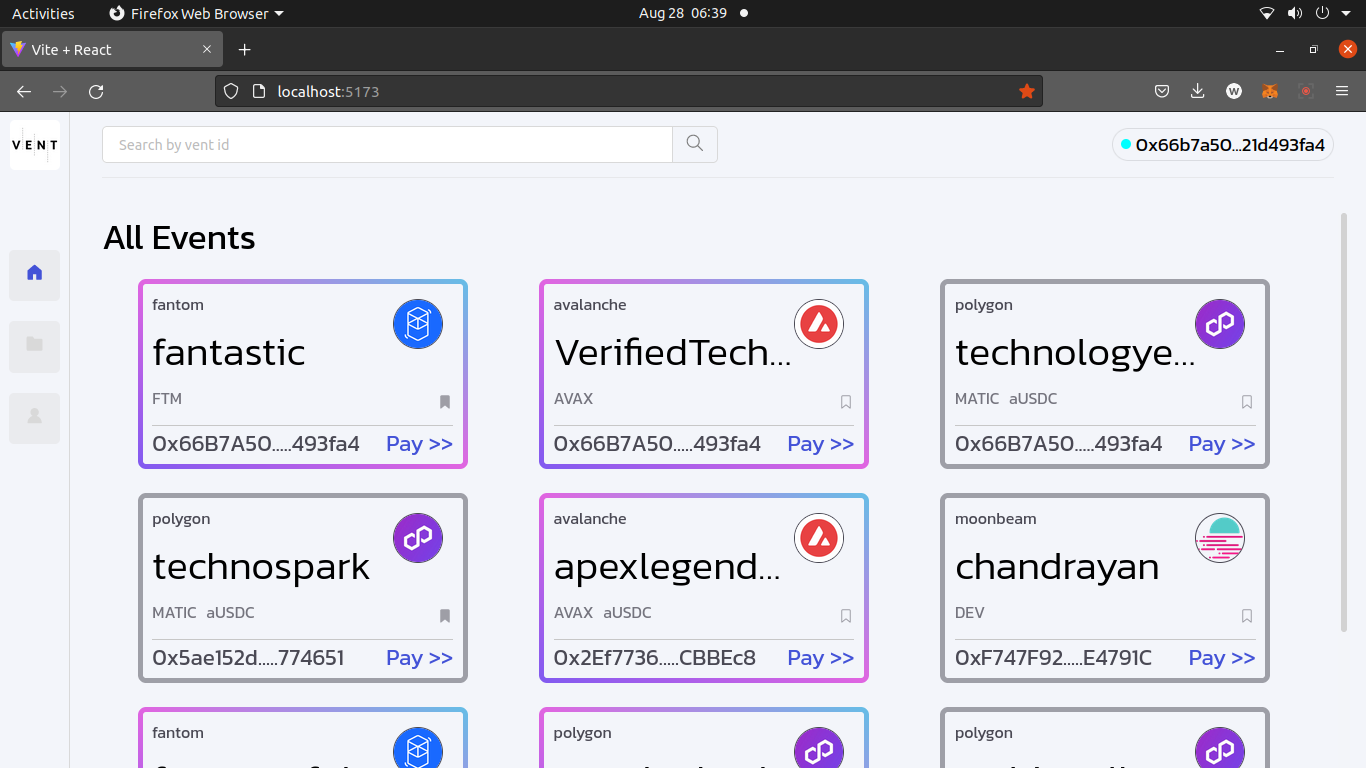 Activities Firefox Web Browser Aug 28 06:39
Vite + React
localhost:5173
VENT Search by vent id 0x66b7a50...21d493fa4
All Events
fantom avalanche polygon
fantastic VerifiedTech... technologye...
FTM AVAX MATIC aUSDC
0x66B7A50.....493fa4 Pay >> 0x66B7A50.....493fa4 Pay >> 0x66B7A50.....493fa4 Pay >>
polygon avalanche moonbeam
technospark apexlegend... chandrayan
MATIC aUSDC AVAX aUSDC DEV
0x5ae152d.....774651 Pay >> 0x2Ef7736.....CBBEc8 Pay >> 0xF747F92.....E4791C Pay >>
fantom polygon polygon